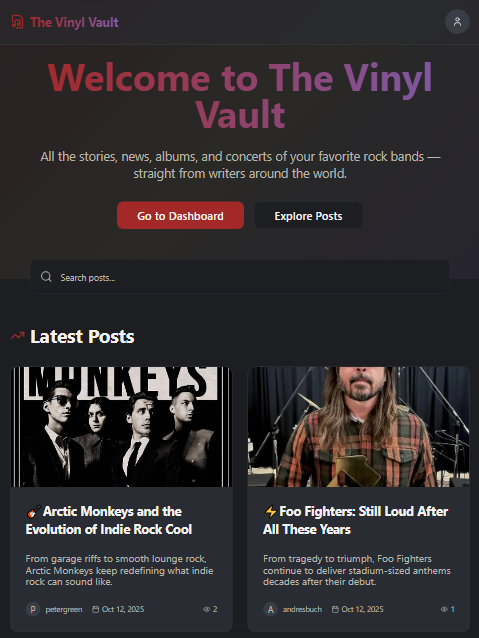 The Vinyl Vault
Welcome to The Vinyl
Vault
All the stories, news, albums, and concerts of your favorite rock bands —
straight from writers around the world.
Go to Dashboard
Explore Posts
Search posts...
Latest Posts
MONKEYS
🎸 Arctic Monkeys and the
Evolution of Indie Rock Cool
From garage riffs to smooth lounge rock,
Arctic Monkeys keep redefining what indie
rock can sound like.
P petergreen Oct 12, 2025 2
⚡ Foo Fighters: Still Loud After
All These Years
From tragedy to triumph, Foo Fighters
continue to deliver stadium-sized anthems
decades after their debut.
A andresbuch Oct 12, 2025 1